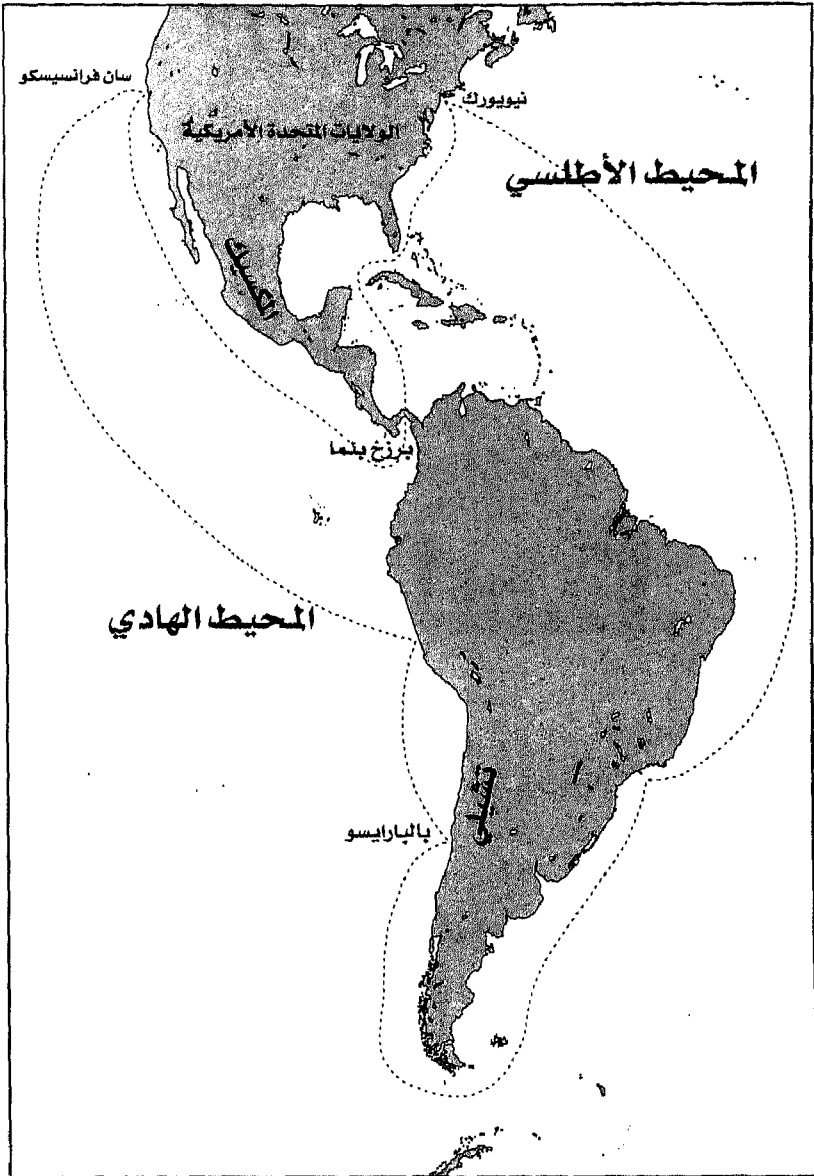 سان فرانسيسكو
نيويورك
الولايات المتحدة الأمريكية
المحيط الأطلسي
المكسيك
برزخ بنما
المحيط الهادي
تشيلي
بالبارايسو